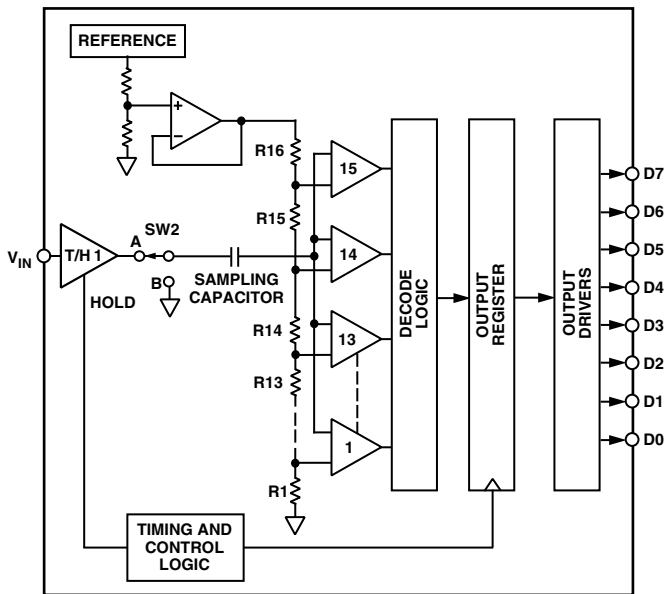 REFERENCE
+
−
R16
15
R15
D7
D6
D5
D4
D3
D2
D1
D0
VIN
T/H 1
A
SW2
B
HOLD
SAMPLING
CAPACITOR
14
R14
13
R13
1
R1
DECODE
LOGIC
OUTPUT
REGISTER
OUTPUT
DRIVERS
TIMING AND
CONTROL
LOGIC